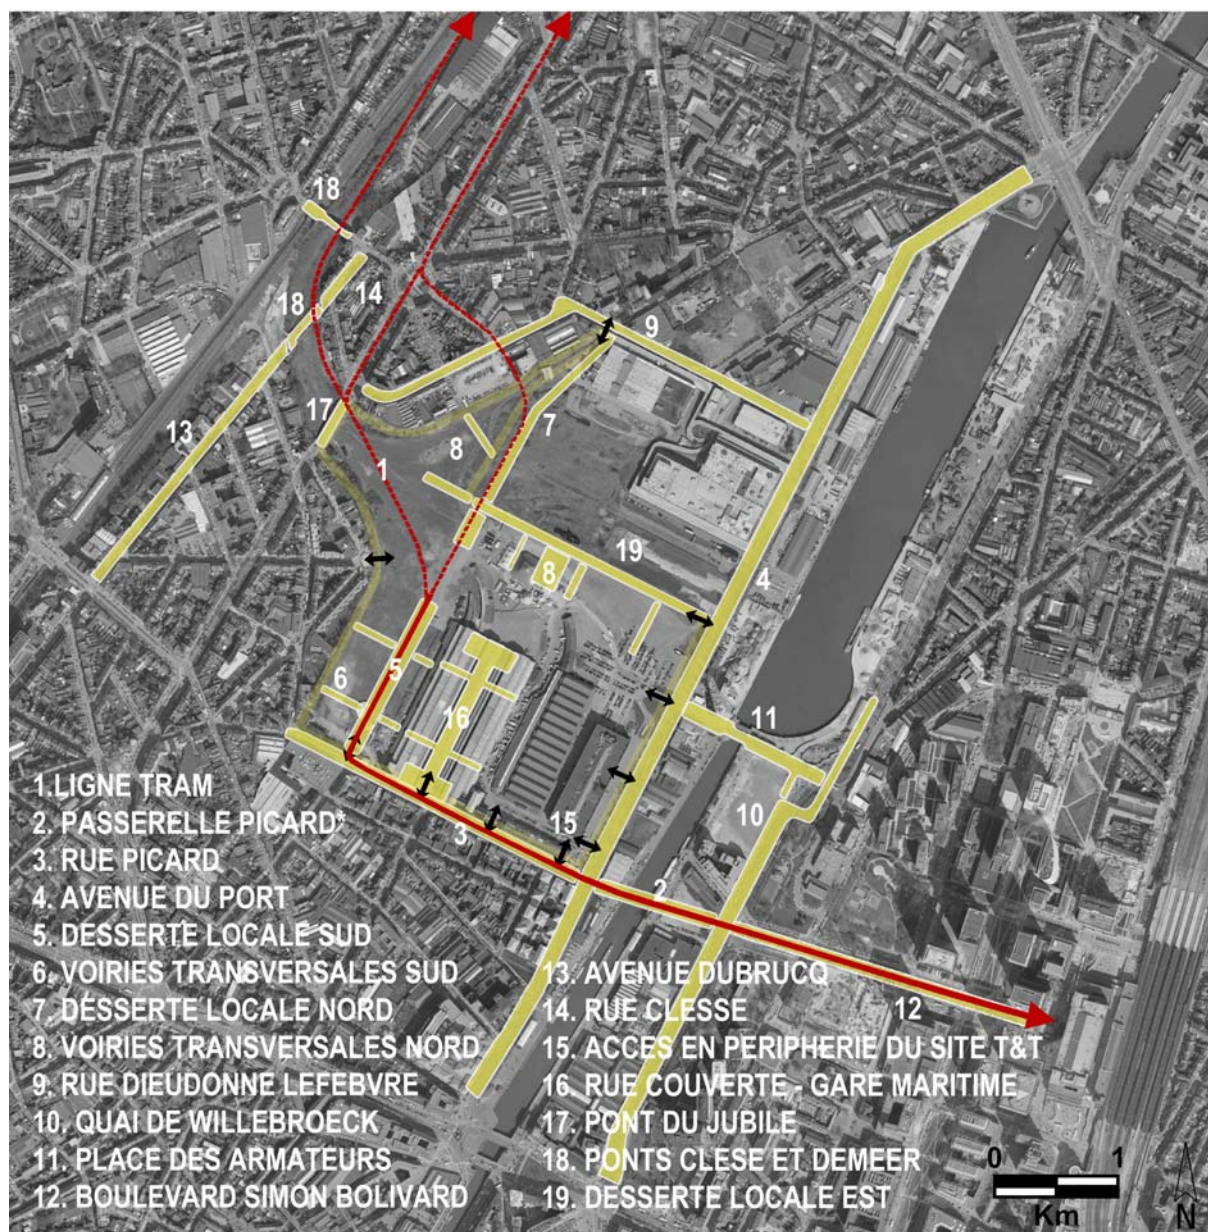 18
18
14
9
17
13
7
8
1
19
8
4
5
6
16
11
10
15
3
2
12
1.LIGNE TRAM
2. PASSERELLE PICARD*
3. RUE PICARD
4. AVENUE DU PORT
5. DESSERTE LOCALE SUD
6. VOIRIES TRANSVERSALES SUD
7. DESSERTE LOCALE NORD
8. VOIRIES TRANSVERSALES NORD
9. RUE DIEUDONNE LEFEBVRE
10. QUAI DE WILLEBROECK
11. PLACE DES ARMATEURS
12. BOULEVARD SIMON BOLIVARD
13. AVENUE DUBRUCQ
14. RUE CLESSE
15. ACCES EN PERIPHERIE DU SITE T&T
16. RUE COUVERTE - GARE MARITIME
17. PONT DU JUBILE
18. PONTS CLESE ET DEMEER
19. DESSERTE LOCALE EST
0 1
Km
N